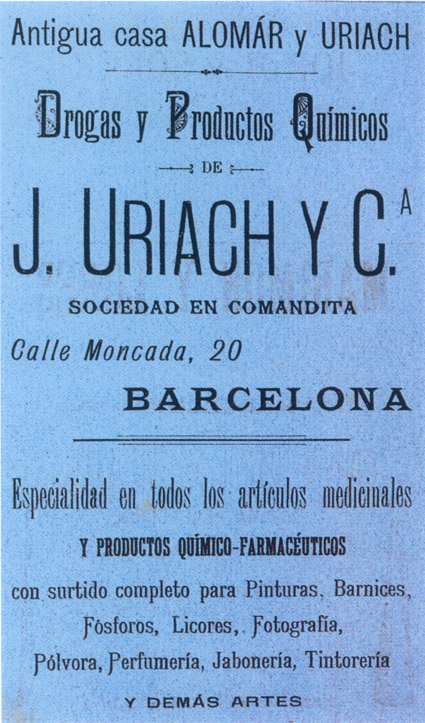 Antigua casa ALOMÁR y URIACH
Drogas y Productos Químicos
DE
J. URIACH Y C.A
SOCIEDAD EN COMANDITA
Calle Moncada, 20
BARCELONA
Especialidad en todos los artículos medicinales
Y PRODUCTOS QUÍMICO-FARMACÉUTICOS
con surtido completo para Pinturas, Barnices,
Fósforos, Licores, Fotografía,
Pólvora, Perfumería, Jabonería, Tintorería
Y DEMÁS ARTES